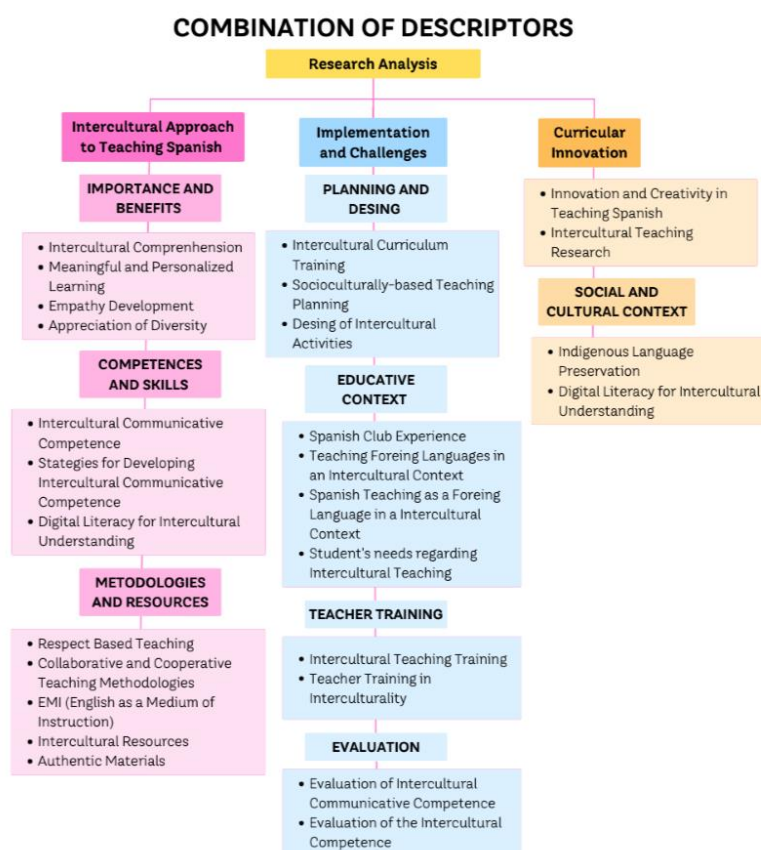 COMBINATION OF DESCRIPTORS
Research Analysis
Intercultural Approach
to Teaching Spanish
IMPORTANCE AND
BENEFITS
• Intercultural Comprenhension
• Meaningful and Personalized
Learning
• Empathy Development
• Appreciation of Diversity
COMPETENCES
AND SKILLS
• Intercultural Communicative
Competence
• Stategies for Developing
Intercultural Communicative
Competence
• Digital Literacy for Intercultural
Understanding
METHODOLOGIES
AND RESOURCES
• Respect Based Teaching
• Collaborative and Cooperative
Teaching Methodologies
• EMI (English as a Medium of
Instruction)
• Intercultural Resources
• Authentic Materials
Implementation
and Challenges
PLANNING AND
DESING
• Intercultural Curriculum
Training
• Socioculturally-based Teaching
Planning
• Desing of Intercultural
Activities
EDUCATIVE
CONTEXT
• Spanish Club Experience
• Teaching Foreing Languages in
an Intercultural Context
• Spanish Teaching as a Foreing
Language in a Intercultural
Context
• Student's needs regarding
Intercultural Teaching
TEACHER TRAINING
• Intercultural Teaching Training
• Teacher Training in
Interculturality
EVALUATION
• Evaluation of Intercultural
Communicative Competence
• Evaluation of the Intercultural
Competence
Curricular
Innovation
• Innovation and Creativity in
Teaching Spanish
• Intercultural Teaching
Research
SOCIAL AND
CULTURAL CONTEXT
• Indigenous Language
Preservation
• Digital Literacy for Intercultural
Understanding